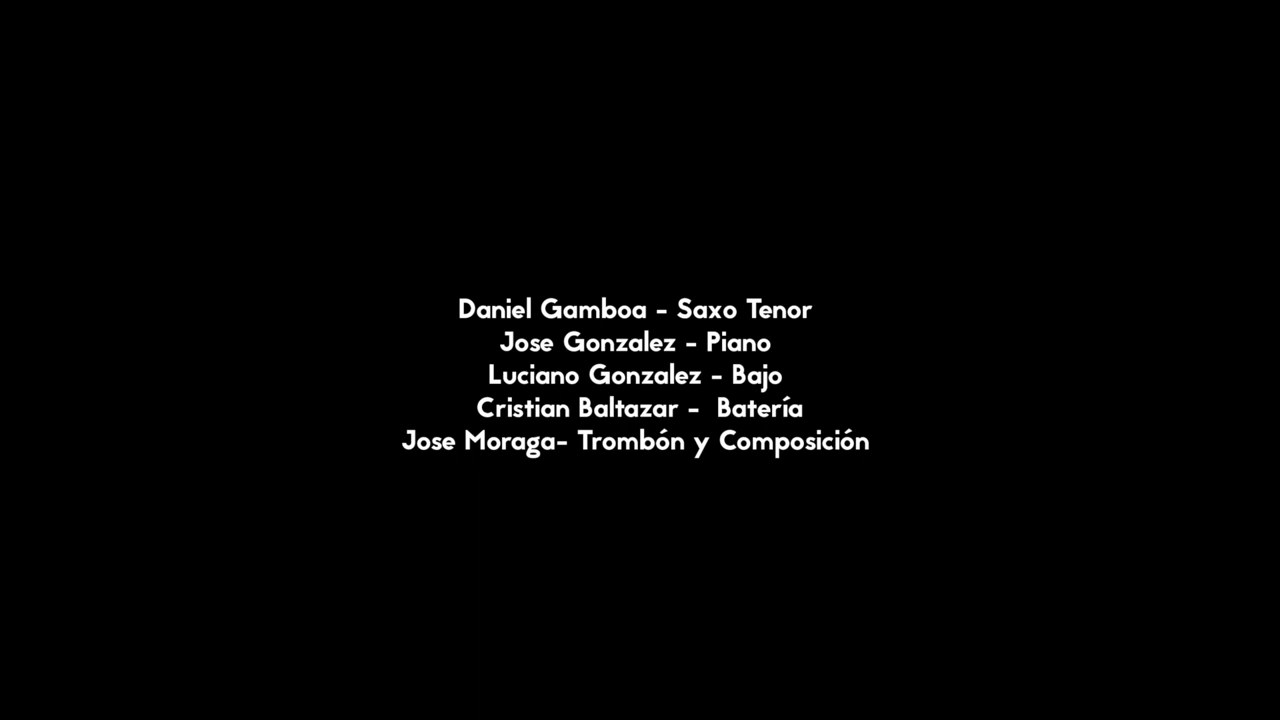 Daniel Gamboa - Saxo Tenor
Jose Gonzalez - Piano
Luciano Gonzalez - Bajo
Cristian Baltazar -  Batería
Jose Moraga- Trombón y Composición